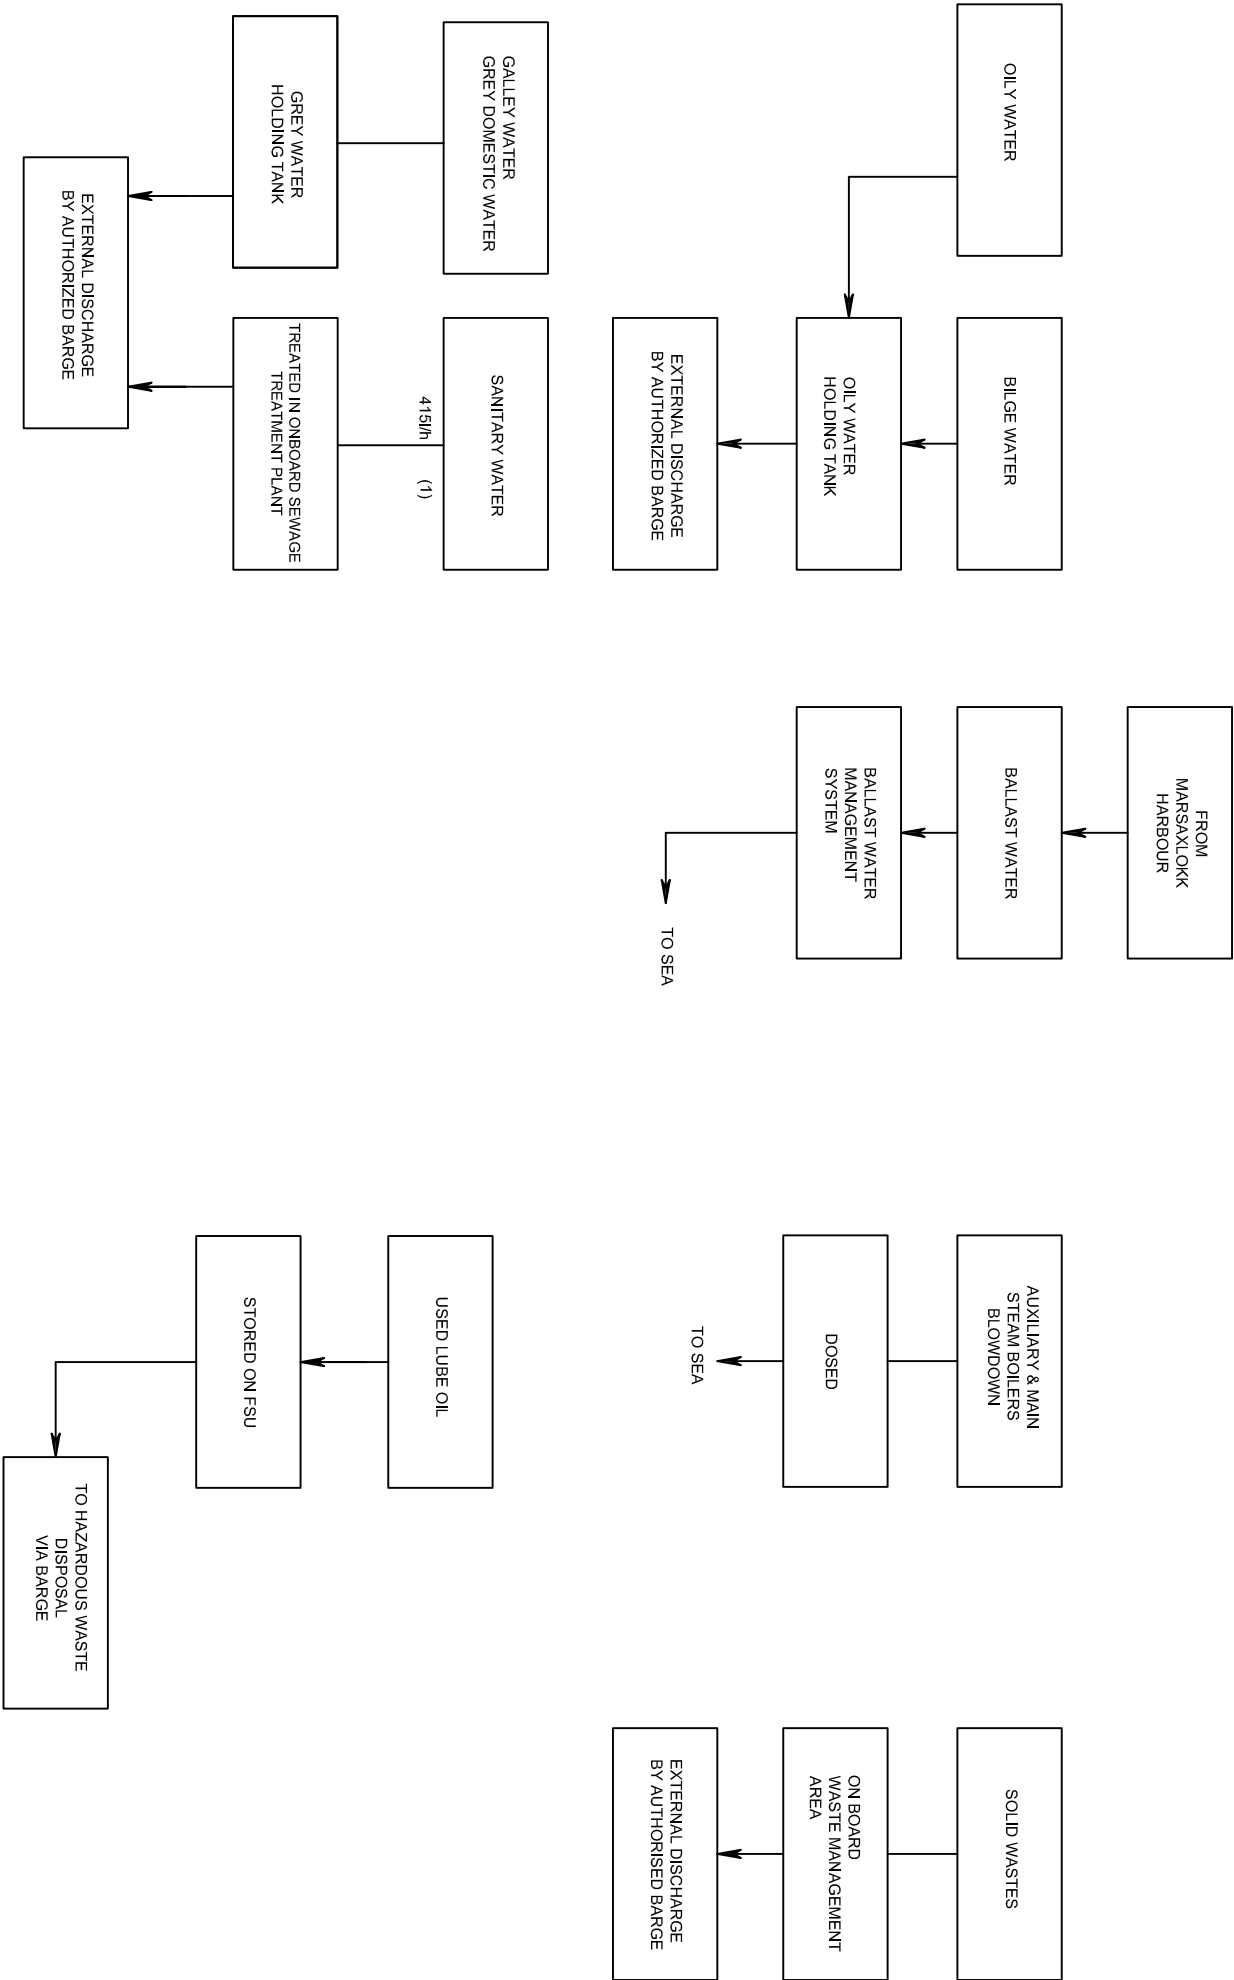 OILY WATER
BILGE WATER
OILY WATER
HOLDING TANK
EXTERNAL DISCHARGE
BY AUTHORIZED BARGE
FROM
MARSAXLOKK
HARBOUR
BALLAST WATER
BALLAST WATER
MANAGEMENT
SYSTEM
TO SEA
AUXILIARY & MAIN
STEAM BOILERS
BLOWDOWN
DOSED
TO SEA
SOLID WASTES
ON BOARD
WASTE MANAGEMENT
AREA
EXTERNAL DISCHARGE
BY AUTHORISED BARGE
GALLEY WATER
GREY DOMESTIC WATER
GREY WATER
HOLDING TANK
SANITARY WATER
415l/h (1)
TREATED IN ONBOARD SEWAGE
TREATMENT PLANT
EXTERNAL DISCHARGE
BY AUTHORIZED BARGE
USED LUBE OIL
STORED ON FSU
TO HAZARDOUS WASTE
DISPOSAL
VIA BARGE